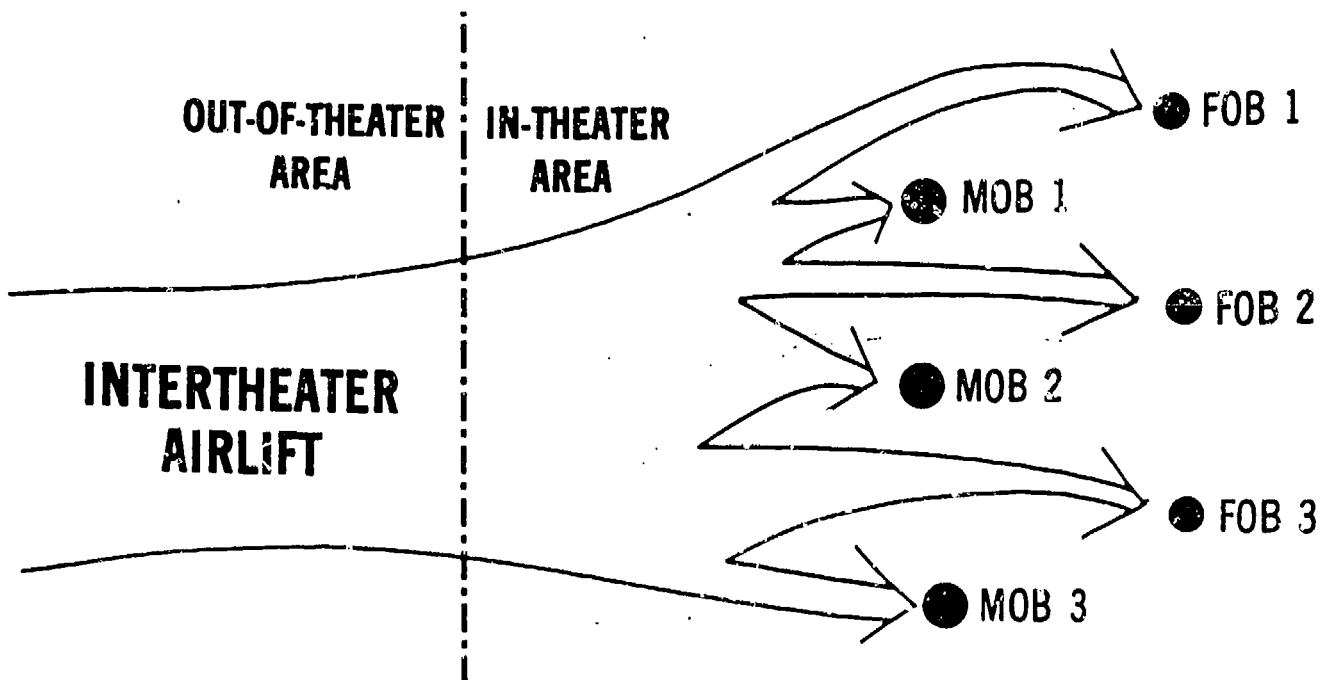 OUT-OF-THEATER
AREA
IN-THEATER
AREA
FOB 1
MOB 1
FOB 2
INTERTHEATER
AIRLIFT
MOB 2
FOB 3
MOB 3